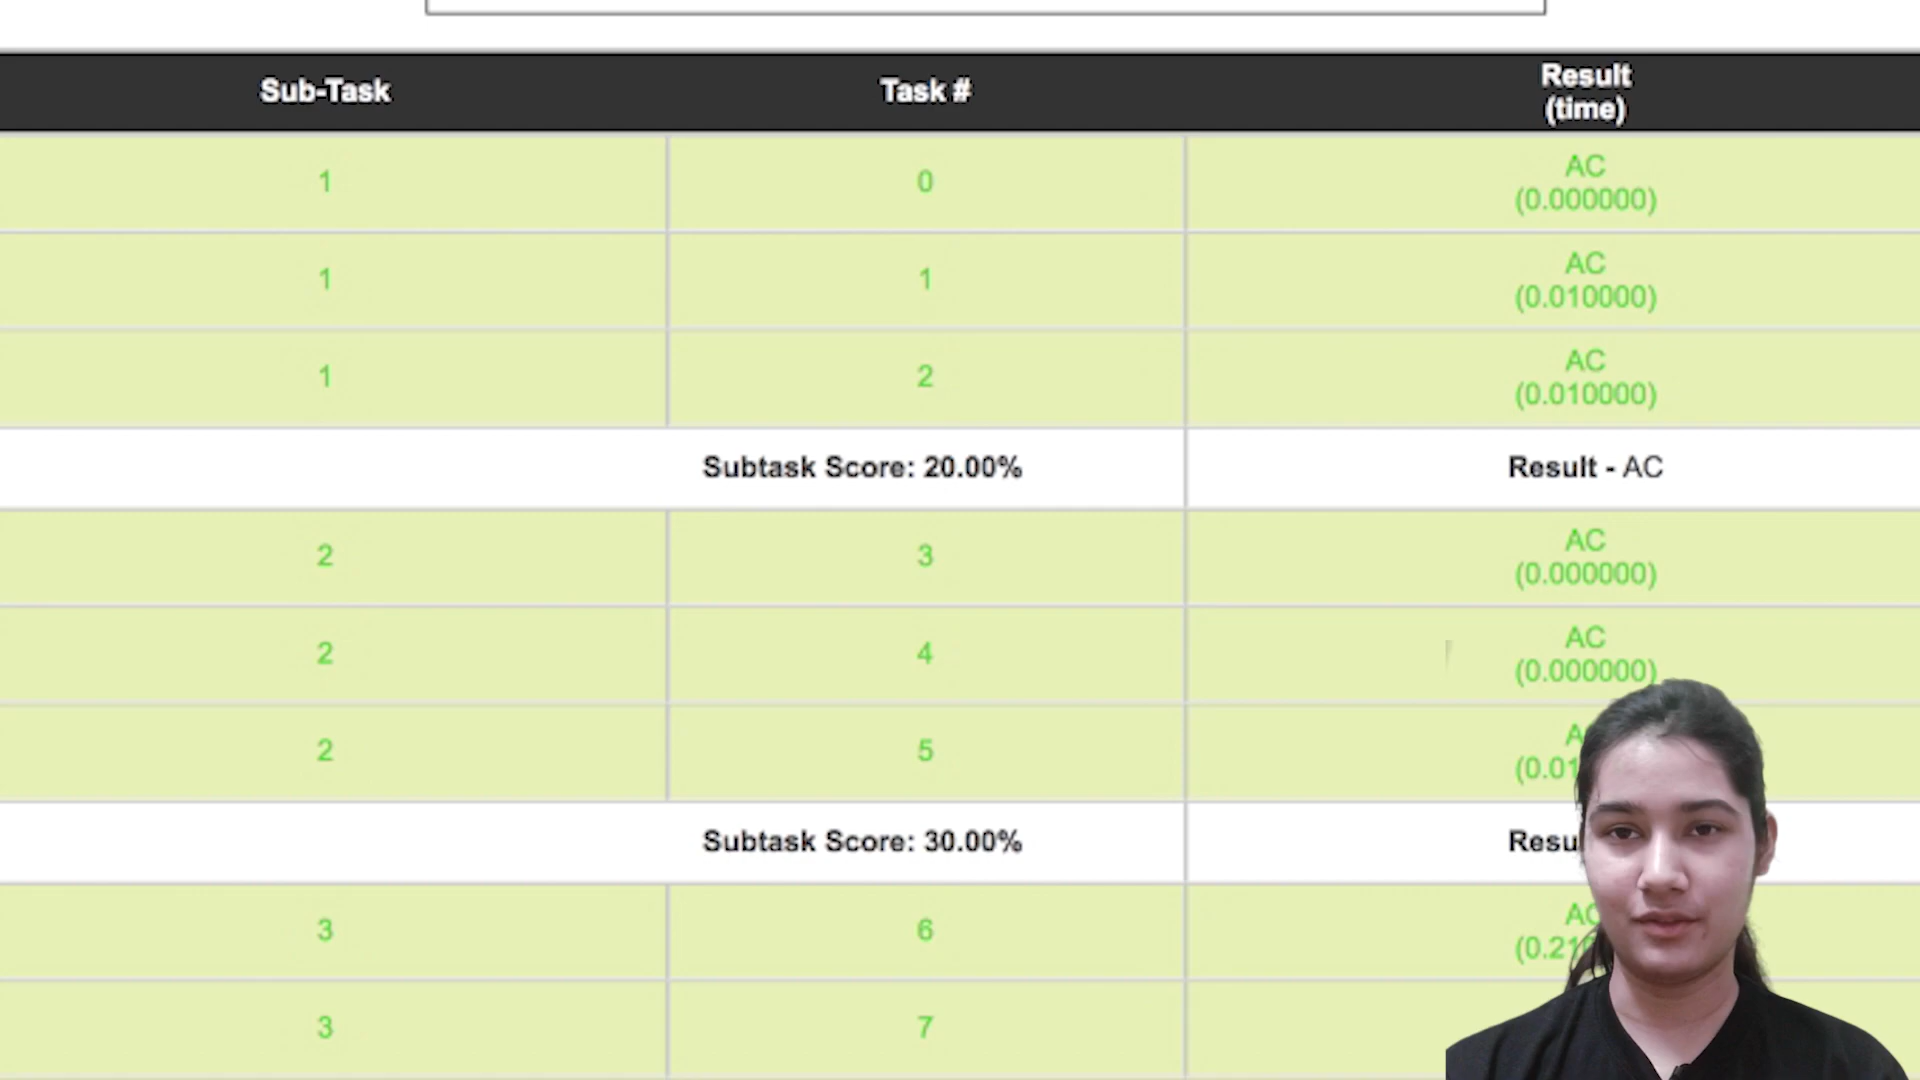 Sub-Task Task # Result
(time)
1 0 AC
(0.000000)
1 1 AC
(0.010000)
1 2 AC
(0.010000)
Subtask Score: 20.00% Result - AC
2 3 AC
(0.000000)
2 4 AC
(0.000000)
2 5
Subtask Score: 30.00%
3 6
3 7